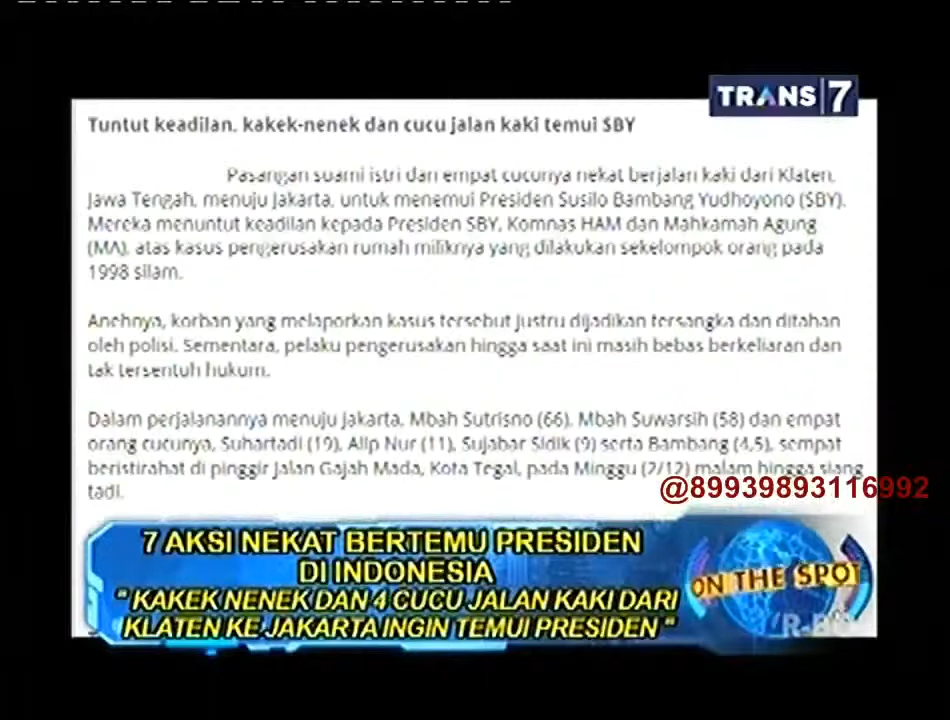 TRANS|7
Tuntut keadilan, kakek-nenek dan cucu jalan kaki temui SBY
Pasangan suami istri dan empat cucunya nekat berjalan kaki dari Klaten,
Jawa Tengah, menuju Jakarta, untuk menemui Presiden Susilo Bambang Yudhoyono (SBY).
Mereka menuntut keadilan kepada Presiden SBY, Komnas HAM dan Mahkamah Agung
(MA), atas kasus pengerusakan rumah miliknya yang dilakukan sekelompok orang pada
1998 silam.
Anehnya, korban yang melaporkan kasus tersebut justru dijadikan tersangka dan ditahan
oleh polisi. Sementara, pelaku pengerusakan hingga saat ini masih bebas berkeliaran dan
tak tersentuh hukum.
Dalam perjalanannya menuju Jakarta, Mbah Sutrisno (66), Mbah Suwarsih (58) dan empat
orang cucunya, Suhartadi (19), Alip Nur (11), Sujabar Sidik (9) serta Bambang (4,5), sempat
beristirahat di pinggir Jalan Gajah Mada, Kota Tegal, pada Minggu (2/12) malam hingga siang
tadi.
@89939893116992
7 AKSI NEKAT BERTEMU PRESIDEN
DI INDONESIA
" KAKEK NENEK DAN 4 CUCU JALAN KAKI DARI
KLATEN KE JAKARTA INGIN TEMUI PRESIDEN "
ON THE SPOT